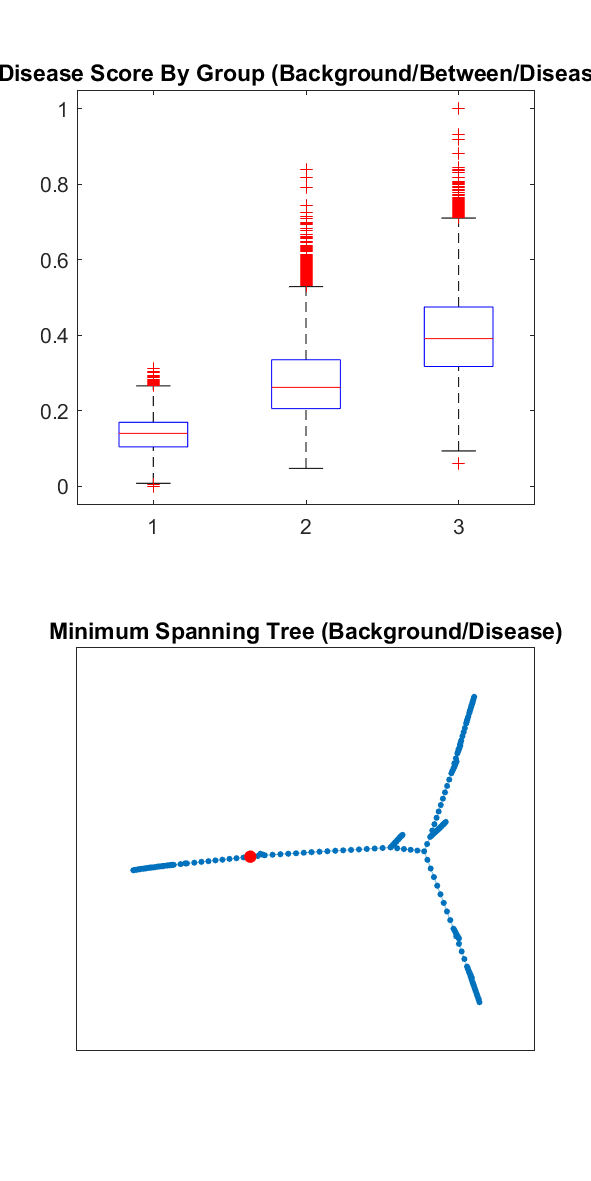 Disease Score By Group (Background/Between/Diseas
1
0.8
0.6
0.4
0.2
0
1 2 3
Minimum Spanning Tree (Background/Disease)